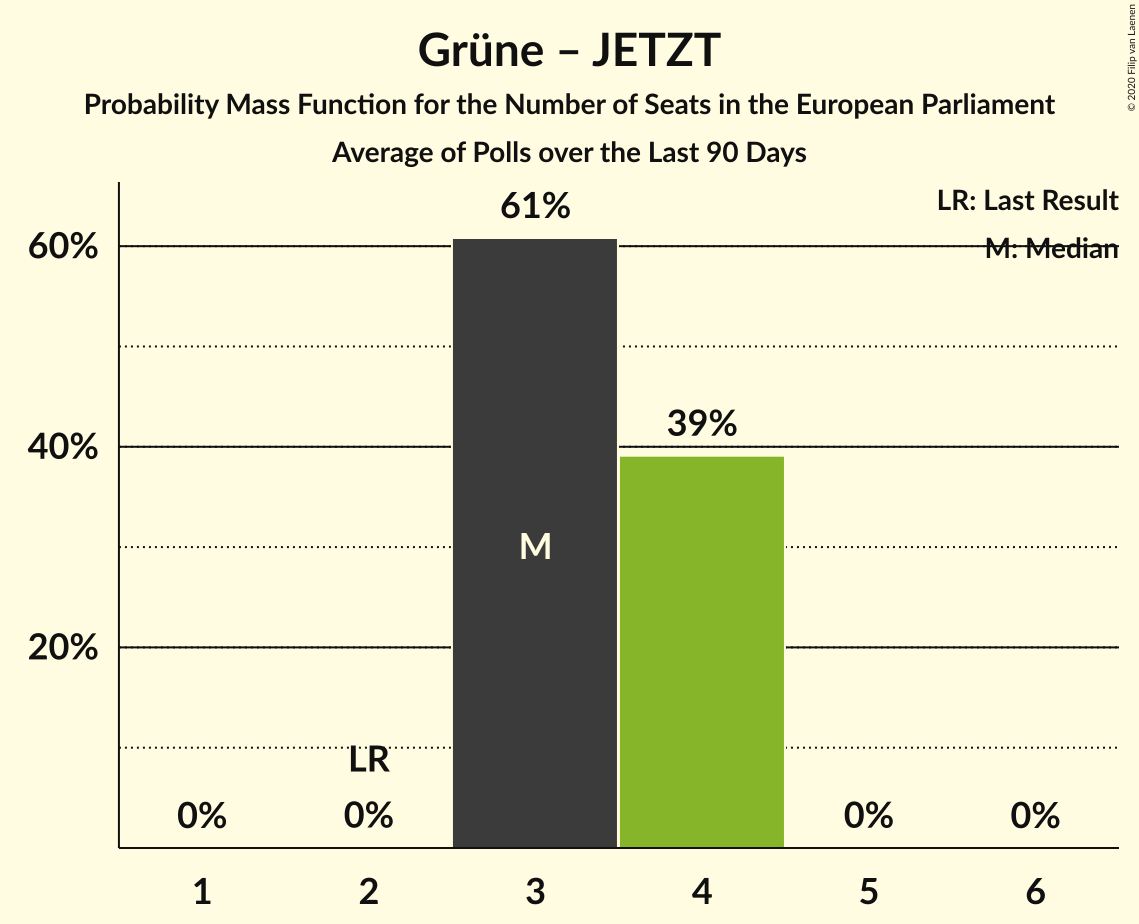 Grüne – JETZT
Probability Mass Function for the Number of Seats in the European Parliament
Average of Polls over the Last 90 Days
© 2020 Filip van Laenen
LR: Last Result
M: Median
61%
60%
39%
40%
M
20%
LR
0%
0%
0%
0%
1
2
3
4
5
6